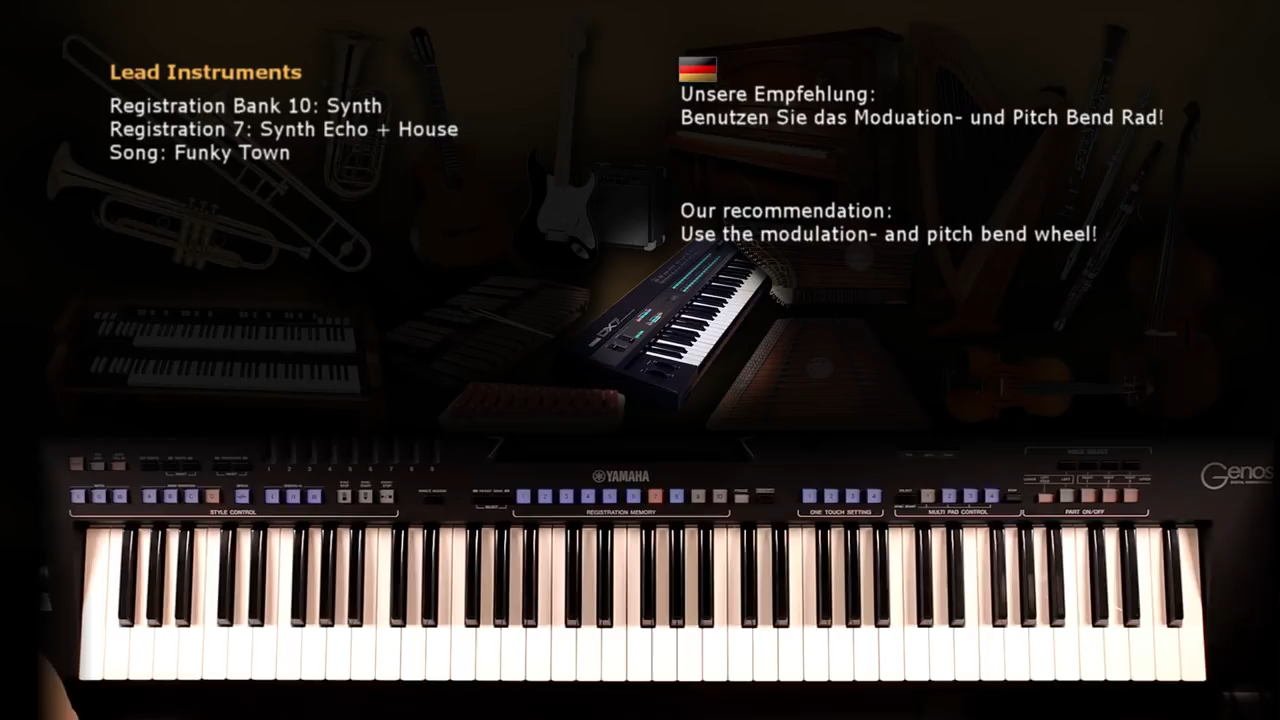 Lead Instruments
Registration Bank 10: Synth
Registration 7: Synth Echo + House
Song: Funky Town
Unsere Empfehlung:
Benutzen Sie das Moduation- und Pitch Bend Rad!
Our recommendation:
Use the modulation- and pitch bend wheel!
DX7
YAMAHA
Genos
STYLE CONTROL
REGISTRATION MEMORY
ONE TOUCH SETTING
MULTI PAD CONTROL
PART ON/OFF